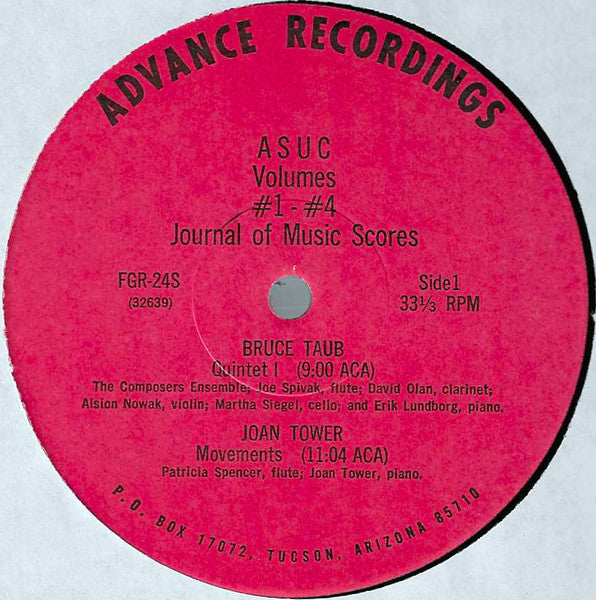 ADVANCE RECORDINGS
ASUC
Volumes
#1 - #4
Journal of Music Scores
FGR-24S
(32639)
Side 1
33⅓ RPM
BRUCE TAUB
Quintet I (9:00 ACA)
The Composers Ensemble; Joe Spivak, flute; David Olan, clarinet;
Alsion Nowak, violin; Martha Siegel, cello; and Erik Lundborg, piano.
JOAN TOWER
Movements (11:04 ACA)
Patricia Spencer, flute; Joan Tower, piano.
P.O. BOX 17072, TUCSON, ARIZONA 85710